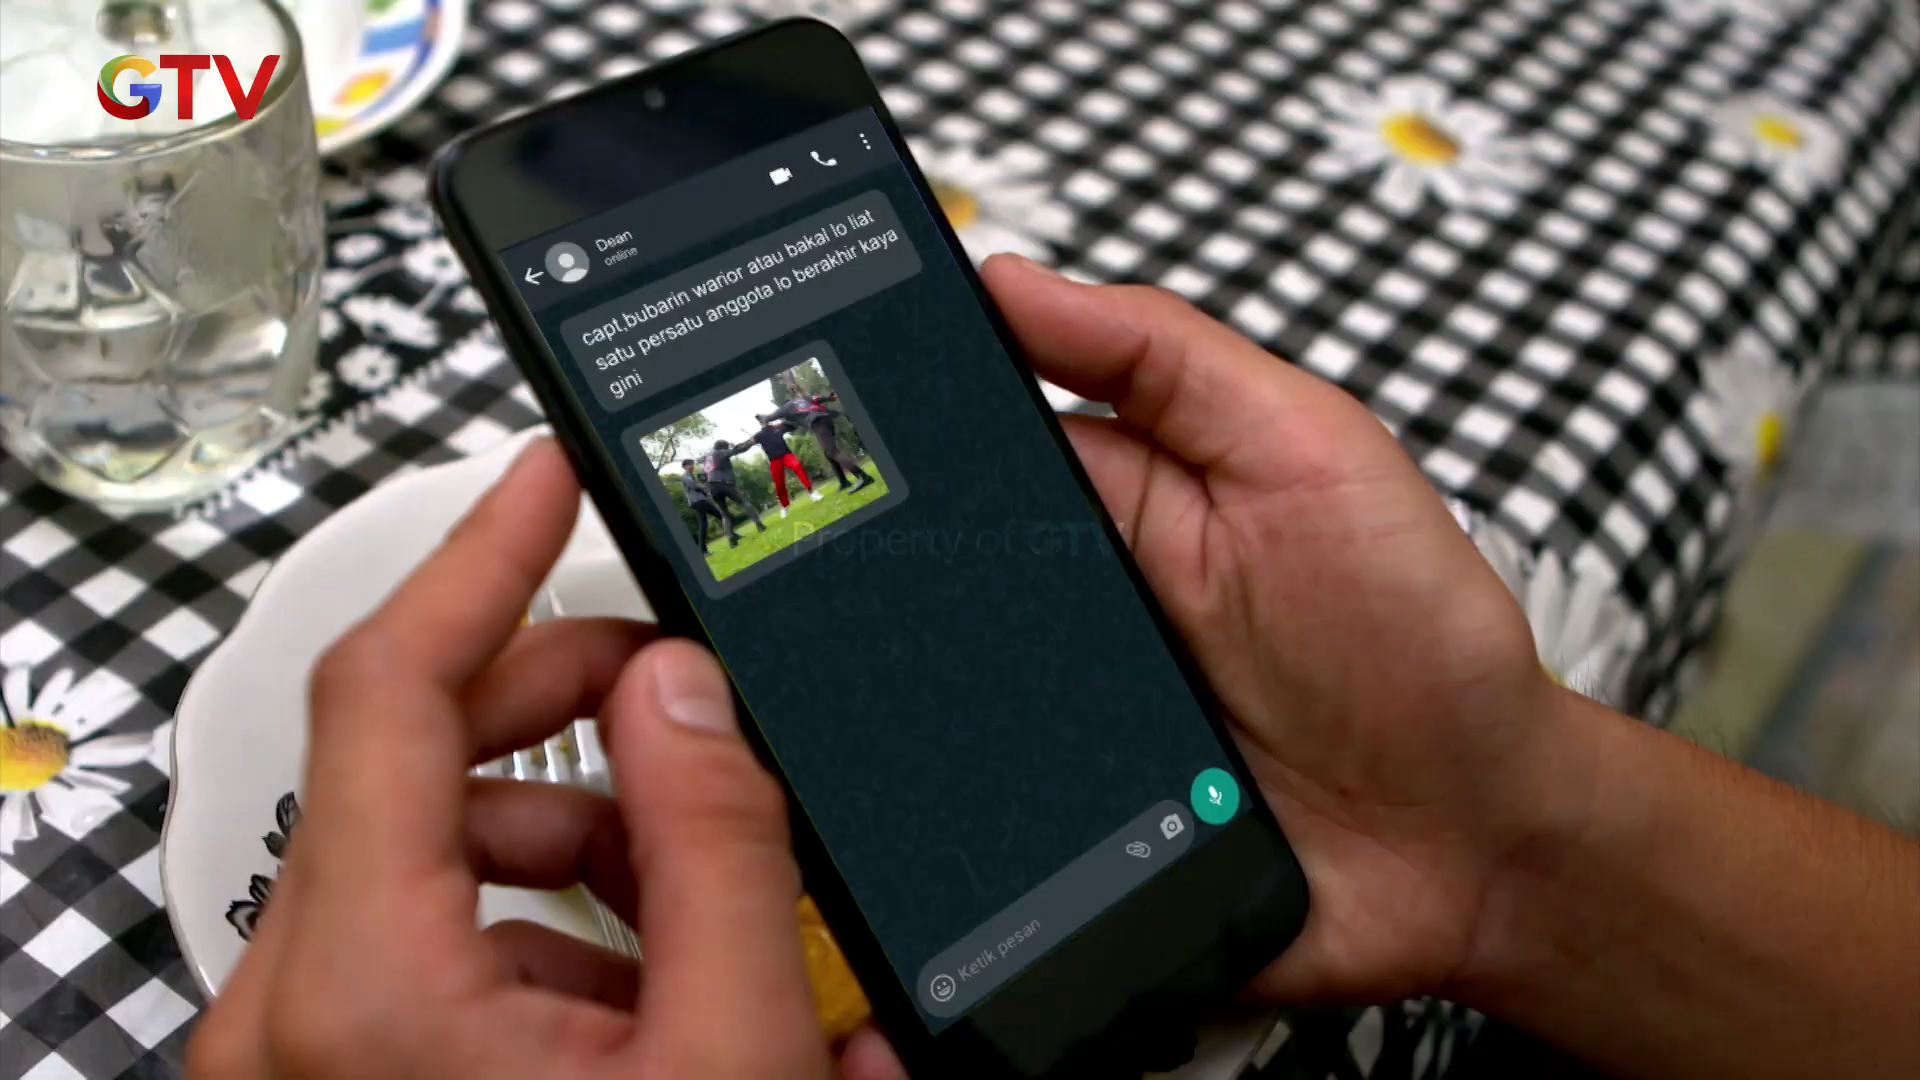 GTV
Dean
online
capt,bubarin warior atau bakal lo liat
satu persatu anggota lo berakhir kaya
gini
Property of GTV
Ketik pesan